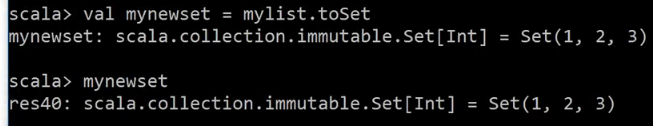 scala> val mynewset = mylist.toSet
mynewset: scala.collection.immutable.Set[Int] = Set(1, 2, 3)
scala> mynewset
res40: scala.collection.immutable.Set[Int] = Set(1, 2, 3)